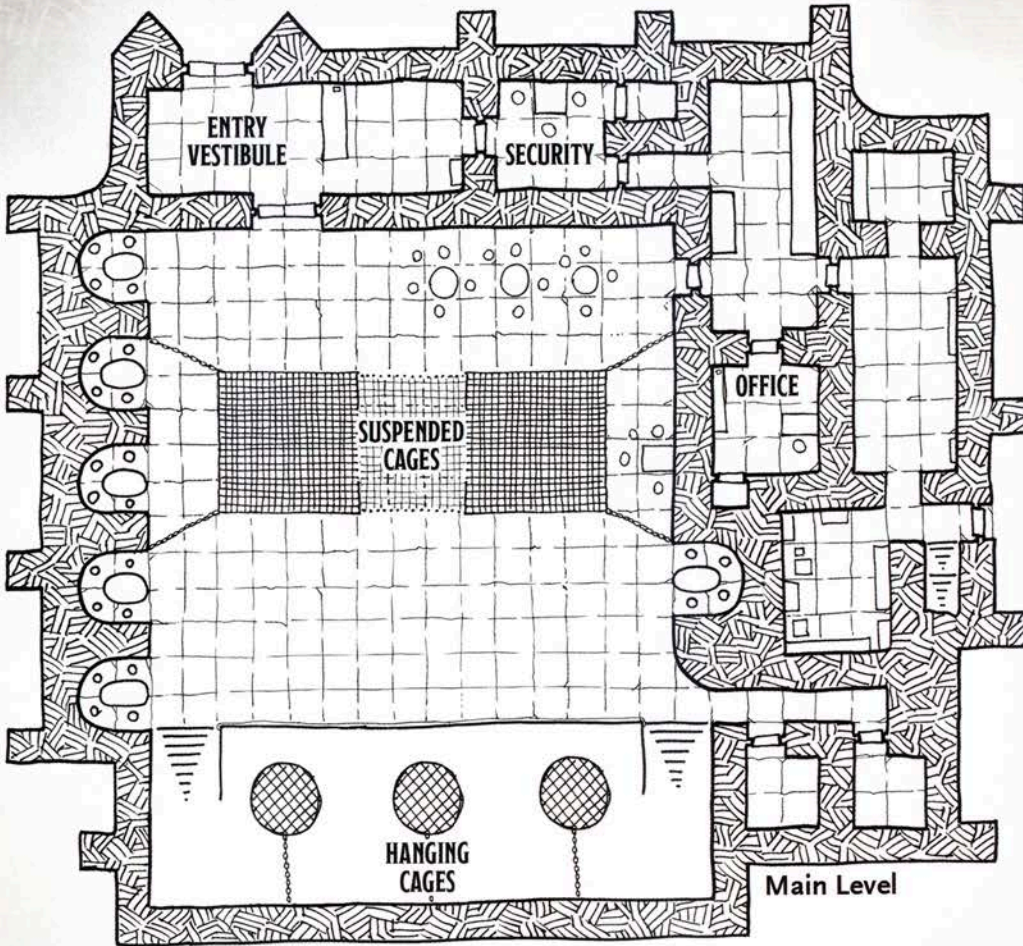 ENTRY
VESTIBULE
SECURITY
OFFICE
SUSPENDED
CAGES
HANGING
CAGES
Main Level